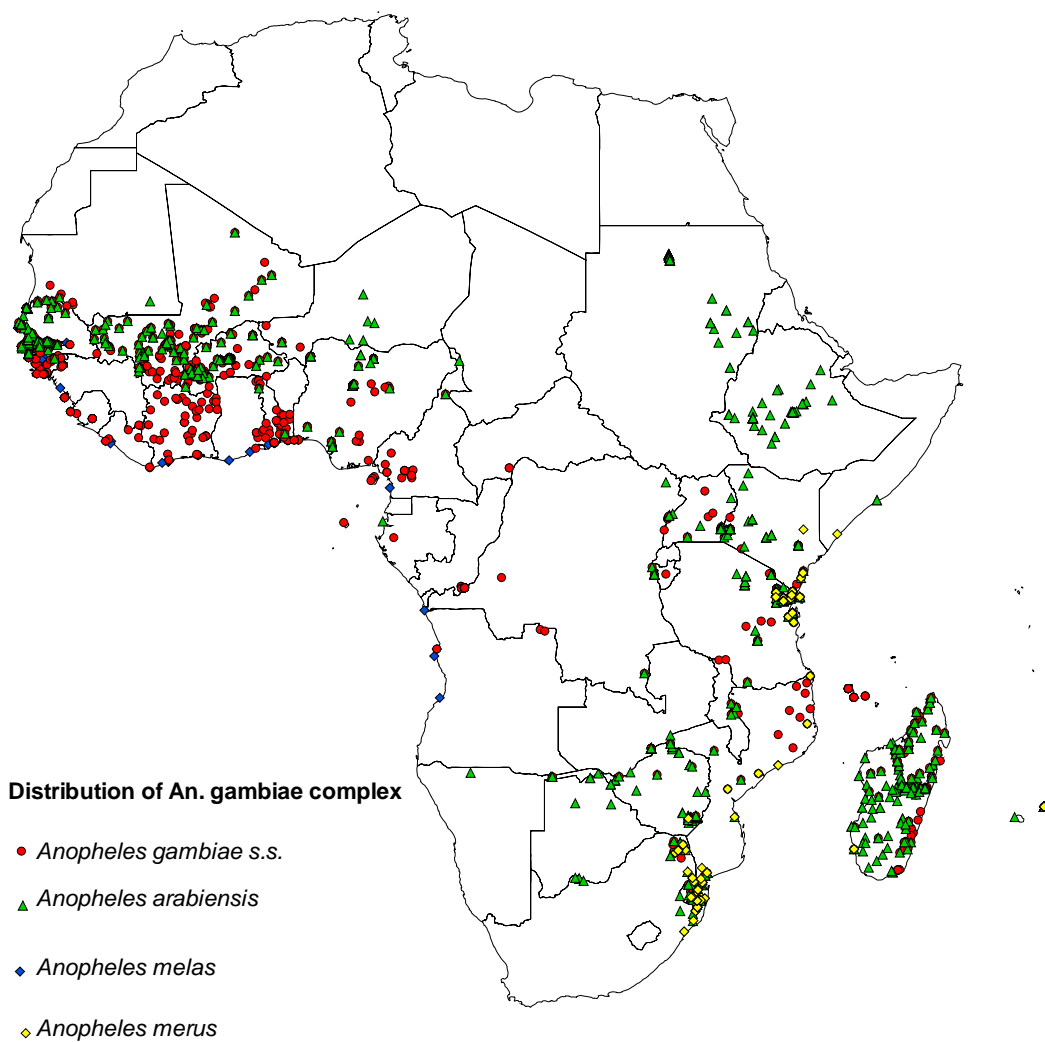 Distribution of An. gambiae complex
Anopheles gambiae s.s.
Anopheles arabiensis
Anopheles melas
Anopheles merus